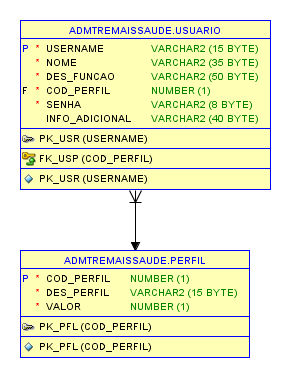 ADMTREMAISSAUDE.USUARIO
P * USERNAME VARCHAR2 (15 BYTE)
* NOME VARCHAR2 (35 BYTE)
* DES_FUNCAO VARCHAR2 (50 BYTE)
F * COD_PERFIL NUMBER (1)
* SENHA VARCHAR2 (8 BYTE)
INFO_ADICIONAL VARCHAR2 (40 BYTE)
PK_USR (USERNAME)
FK_USP (COD_PERFIL)
PK_USR (USERNAME)
ADMTREMAISSAUDE.PERFIL
P * COD_PERFIL NUMBER (1)
* DES_PERFIL VARCHAR2 (15 BYTE)
* VALOR NUMBER (1)
PK_PFL (COD_PERFIL)
PK_PFL (COD_PERFIL)